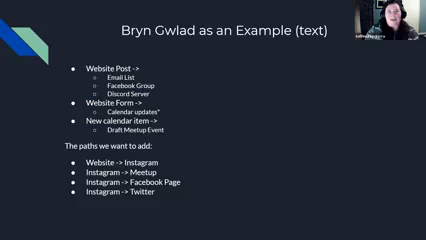 Bryn Gwlad as an Example (text)
● Website Post ->
○ Email List
○ Facebook Group
○ Discord Server
● Website Form ->
○ Calendar updates*
● New calendar item ->
○ Draft Meetup Event
The paths we want to add:
● Website -> Instagram
● Instagram -> Meetup
● Instagram -> Facebook Page
● Instagram -> Twitter